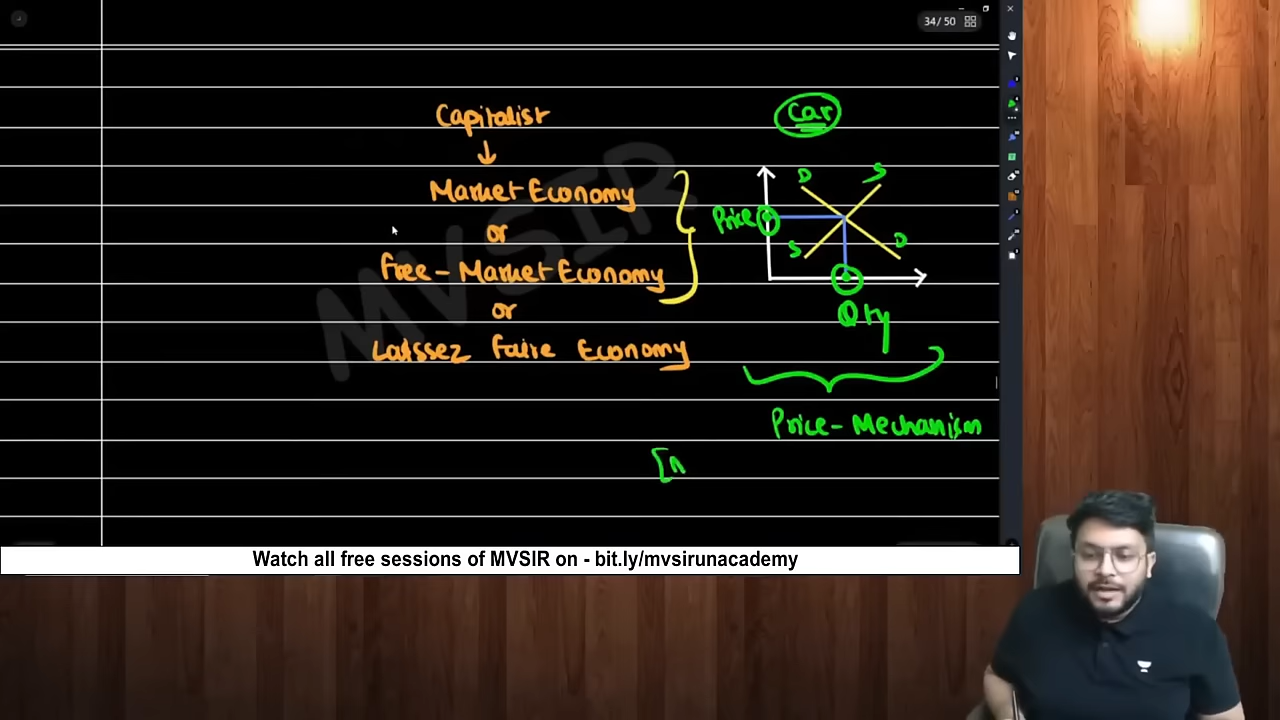 34/50
Capitalist
Market Economy
or
Free-Market Economy
or
Laissez Faire Economy
Car
D
S
Price
S
D
Qty
Price-Mechanism
[n
MVSIR
Watch all free sessions of MVSIR on - bit.ly/mvsirunacademy